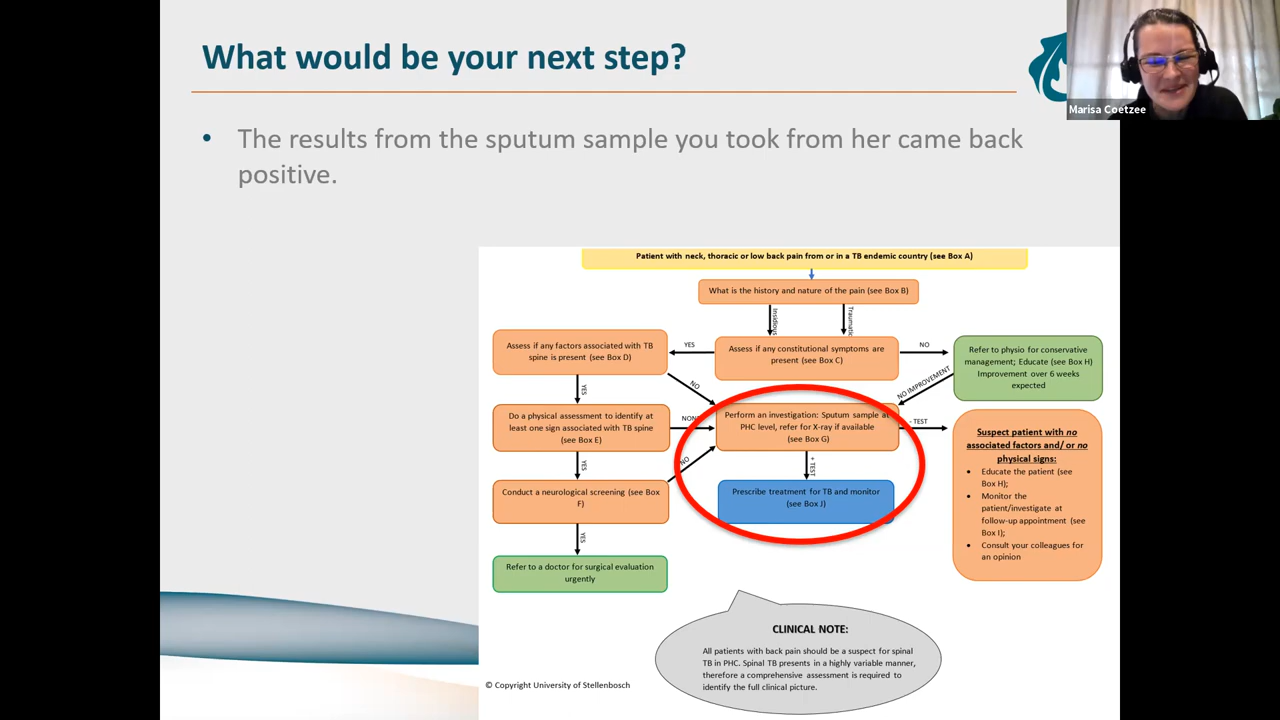 What would be your next step?
Marisa Coetzee
• The results from the sputum sample you took from her came back
positive.
Patient with neck, thoracic or low back pain from or in a TB endemic country (see Box A)
What is the history and nature of the pain (see Box B)
Insidious
Traumatic
Assess if any factors associated with TB
spine is present (see Box D)
YES
Assess if any constitutional symptoms are
present (see Box C)
NO
Refer to physio for conservative
management; Educate (see Box H)
Improvement over 6 weeks
expected
YES
NO
NO IMPROVEMENT
Do a physical assessment to identify at
least one sign associated with TB spine
(see Box E)
NONE
Perform an investigation: Sputum sample at
PHC level, refer for X-ray if available
(see Box G)
- TEST
YES
NO
+ TEST
Conduct a neurological screening (see Box
F)
Prescribe treatment for TB and monitor
(see Box J)
Suspect patient with no
associated factors and/ or no
physical signs:
• Educate the patient (see
Box H);
• Monitor the
patient/investigate at
follow-up appointment (see
Box I);
• Consult your colleagues for
an opinion
YES
Refer to a doctor for surgical evaluation
urgently
CLINICAL NOTE:
All patients with back pain should be a suspect for spinal
TB in PHC. Spinal TB presents in a highly variable manner,
therefore a comprehensive assessment is required to
identify the full clinical picture.
© Copyright University of Stellenbosch